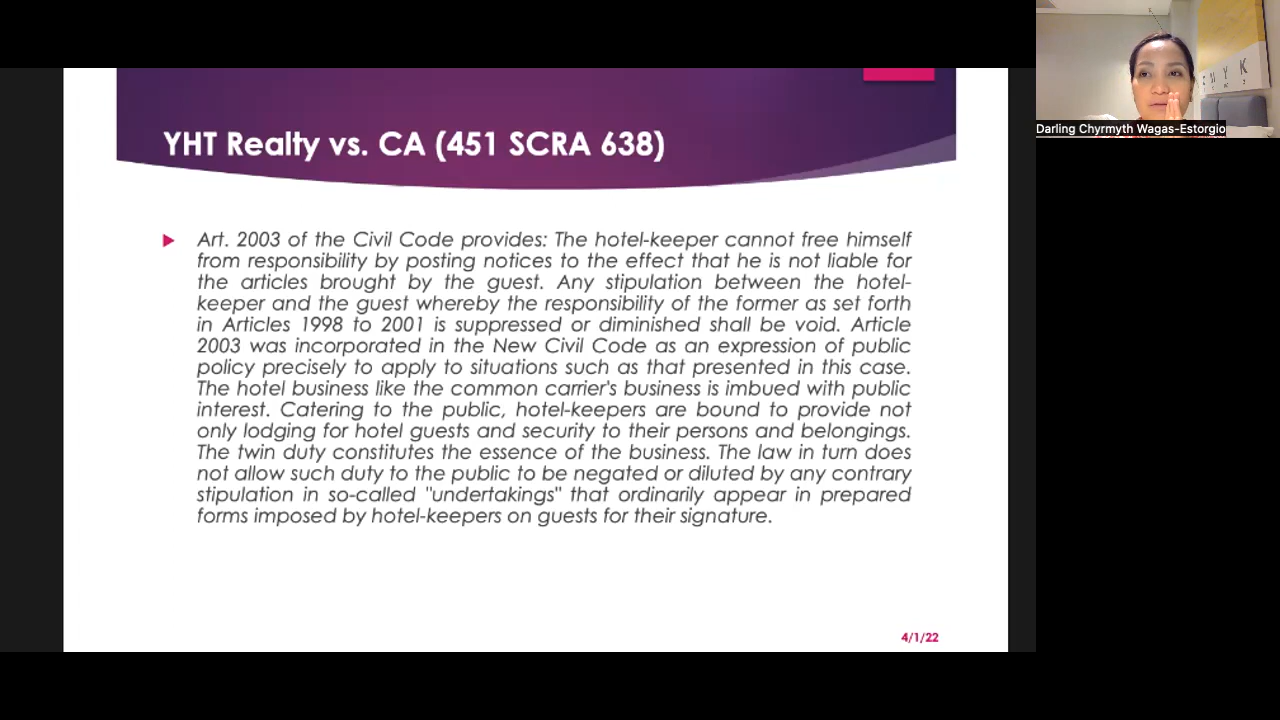 YHT Realty vs. CA (451 SCRA 638)
Art. 2003 of the Civil Code provides: The hotel-keeper cannot free himself
from responsibility by posting notices to the effect that he is not liable for
the articles brought by the guest. Any stipulation between the hotel-
keeper and the guest whereby the responsibility of the former as set forth
in Articles 1998 to 2001 is suppressed or diminished shall be void. Article
2003 was incorporated in the New Civil Code as an expression of public
policy precisely to apply to situations such as that presented in this case.
The hotel business like the common carrier's business is imbued with public
interest. Catering to the public, hotel-keepers are bound to provide not
only lodging for hotel guests and security to their persons and belongings.
The twin duty constitutes the essence of the business. The law in turn does
not allow such duty to the public to be negated or diluted by any contrary
stipulation in so-called "undertakings" that ordinarily appear in prepared
forms imposed by hotel-keepers on guests for their signature.
4/1/22
Darling Chyrmyth Wagas-Estorgio